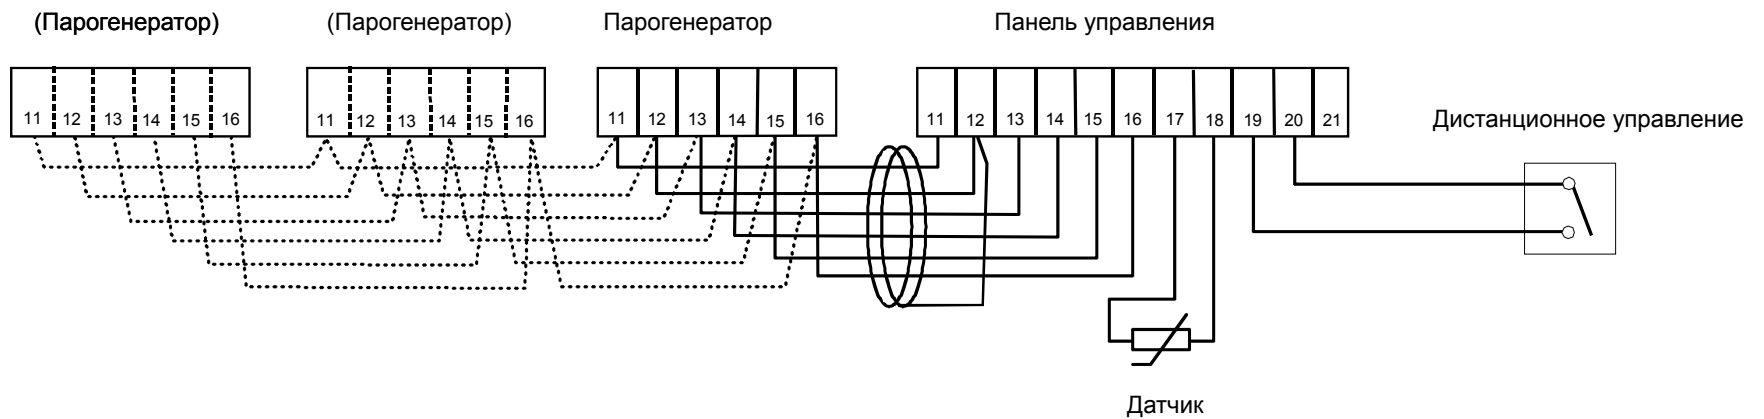 (Парогенератор) (Парогенератор) Парогенератор Панель управления
11 12 13 14 15 16 11 12 13 14 15 16 11 12 13 14 15 16 11 12 13 14 15 16 17 18 19 20 21
Дистанционное управление
Датчик